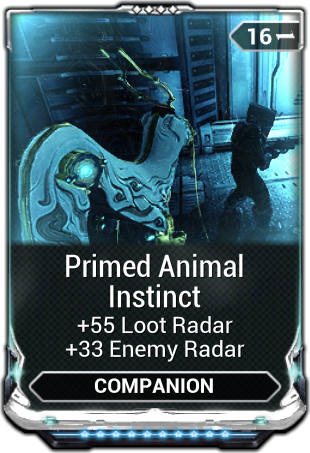 16
Primed Animal
Instinct
+55 Loot Radar
+33 Enemy Radar
COMPANION